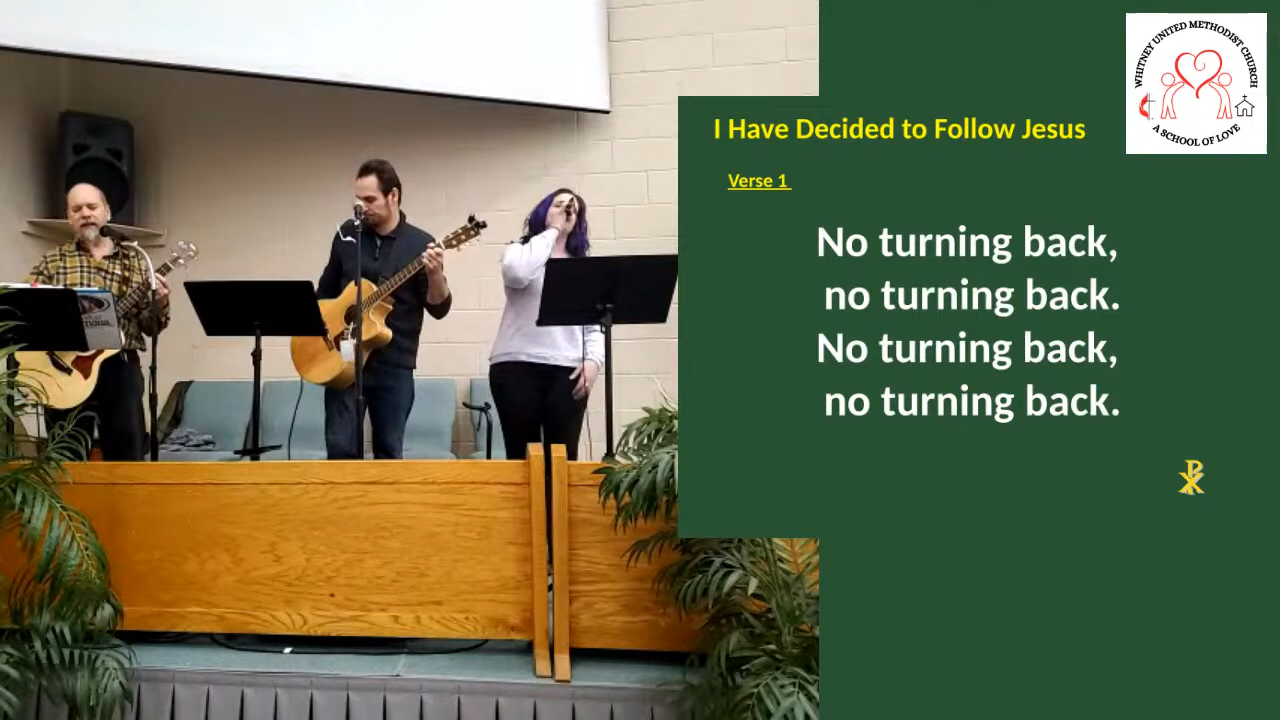 WHITNEY UNITED METHODIST CHURCH
A SCHOOL OF LOVE
I Have Decided to Follow Jesus
Verse 1
No turning back,
no turning back.
No turning back,
no turning back.